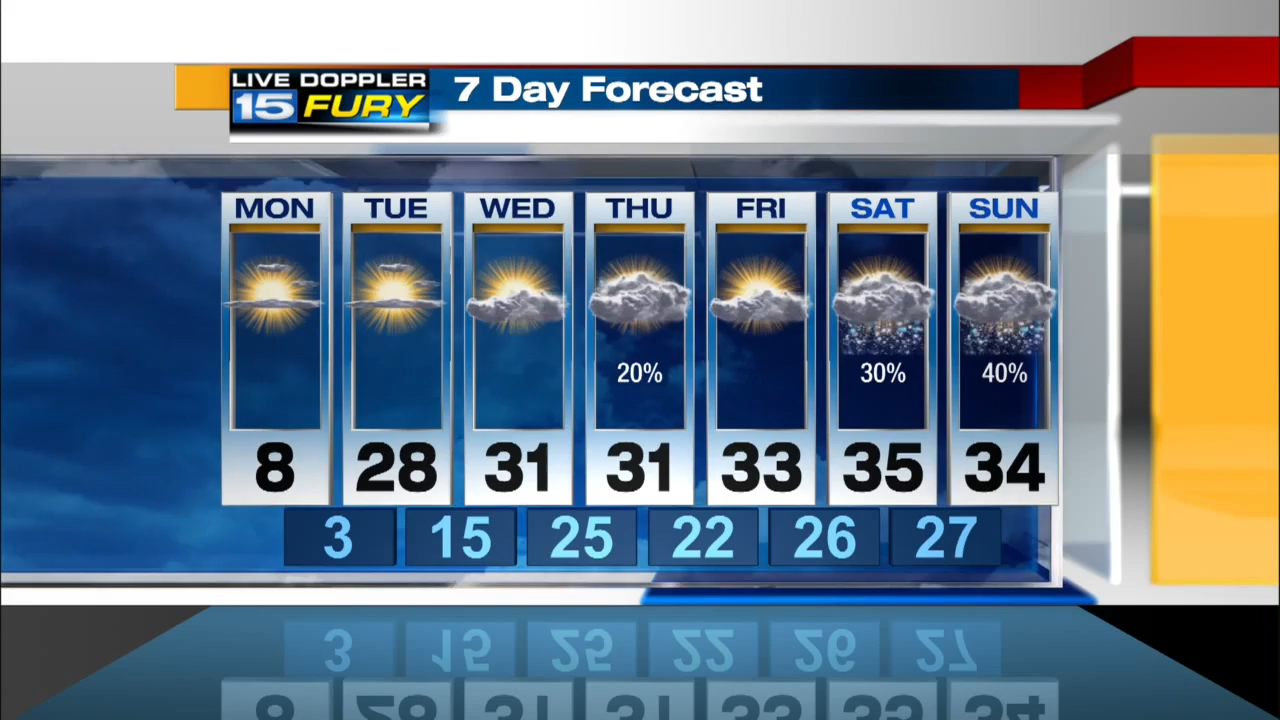 LIVE DOPPLER
15 FURY
7 Day Forecast
MON TUE WED THU FRI SAT SUN
20% 30% 40%
8 28 31 31 33 35 34
3 15 25 22 26 27